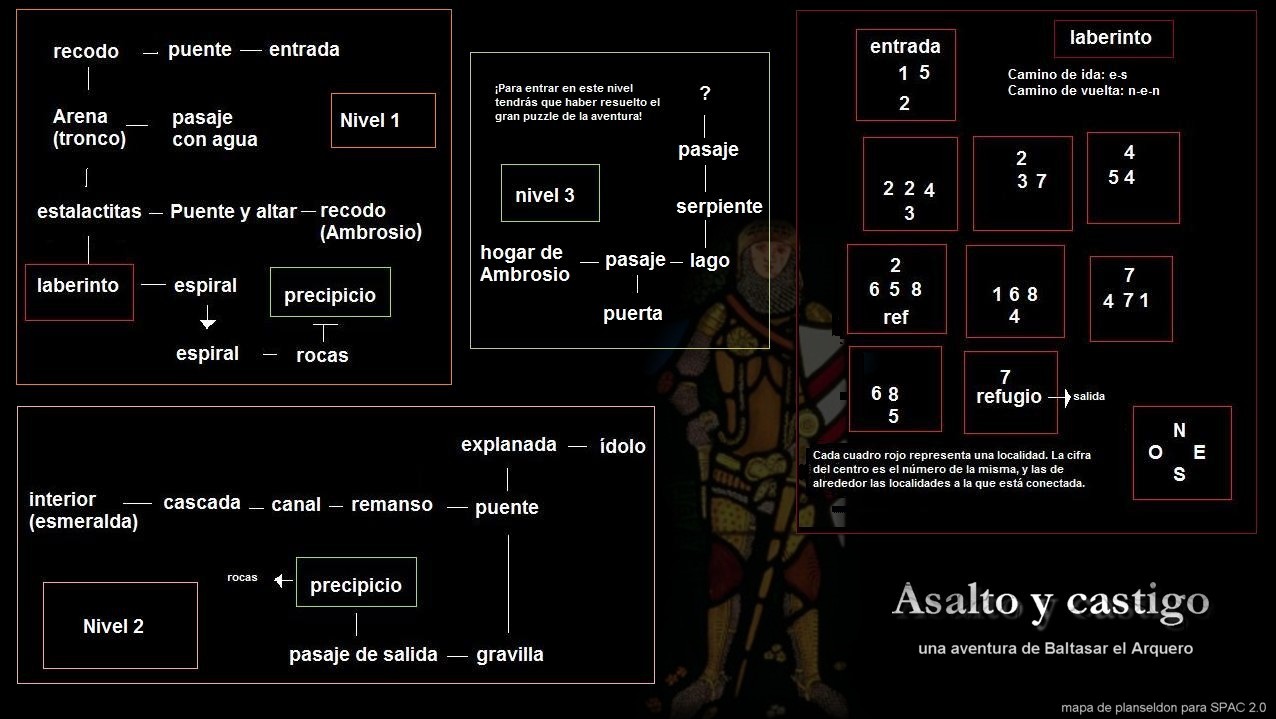 recodo puente entrada
Arena pasaje
(tronco) con agua
Nivel 1
estalactitas Puente y altar recodo
(Ambrosio)
laberinto espiral precipicio
espiral rocas
¡Para entrar en este nivel
tendrás que haber resuelto el
gran puzzle de la aventura!
?
pasaje
nivel 3
serpiente
hogar de
Ambrosio pasaje lago
puerta
laberinto
Camino de ida: e-s
Camino de vuelta: n-e-n
entrada
1 5
2
2 2 4
3
2
3 7
4
5 4
2
6 5 8
ref
1 6 8
4
7
4 7 1
6 8
5
7
refugio salida
Cada cuadro rojo representa una localidad. La cifra
del centro es el número de la misma, y las de
alrededor las localidades a la que está conectada.
N
O E
S
explanada ídolo
interior
(esmeralda) cascada canal remanso puente
rocas precipicio
Nivel 2
pasaje de salida gravilla
Asalto y castigo
una aventura de Baltasar el Arquero
mapa de planseldon para SPAC 2.0